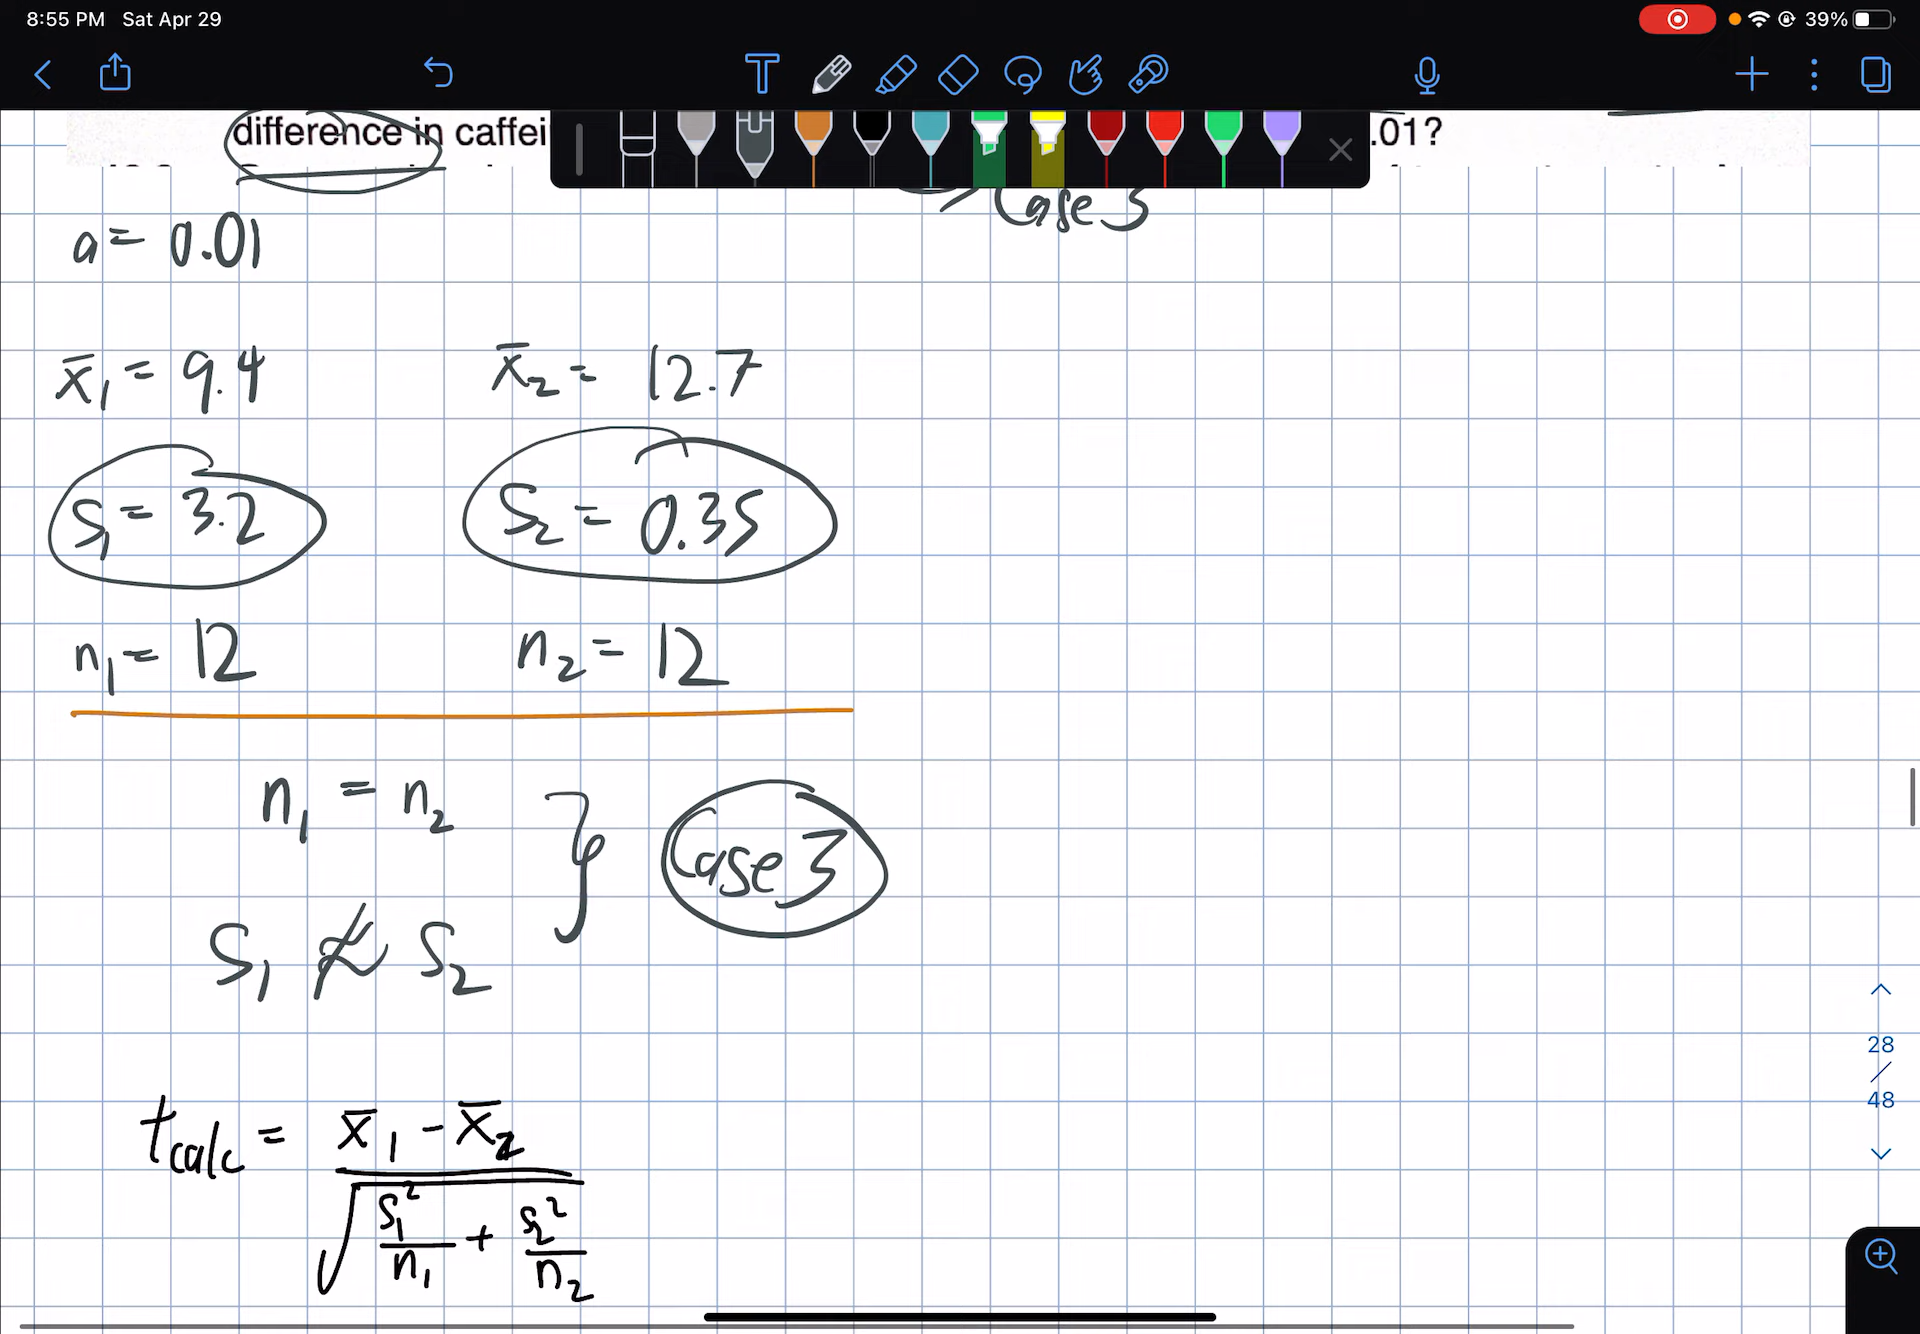 8:55 PM Sat Apr 29
39%
difference in caffei .01?
Case 3
a = 0.01
x̄₁ = 9.4 x̄₂ = 12.7
S₁ = 3.2 S₂ = 0.35
n₁ = 12 n₂ = 12
n₁ = n₂
Case 3
S₁ ≉ S₂
28
/
48
t_calc = x̄₁ - x̄₂
√ S₁²/n₁ + S₂²/n₂